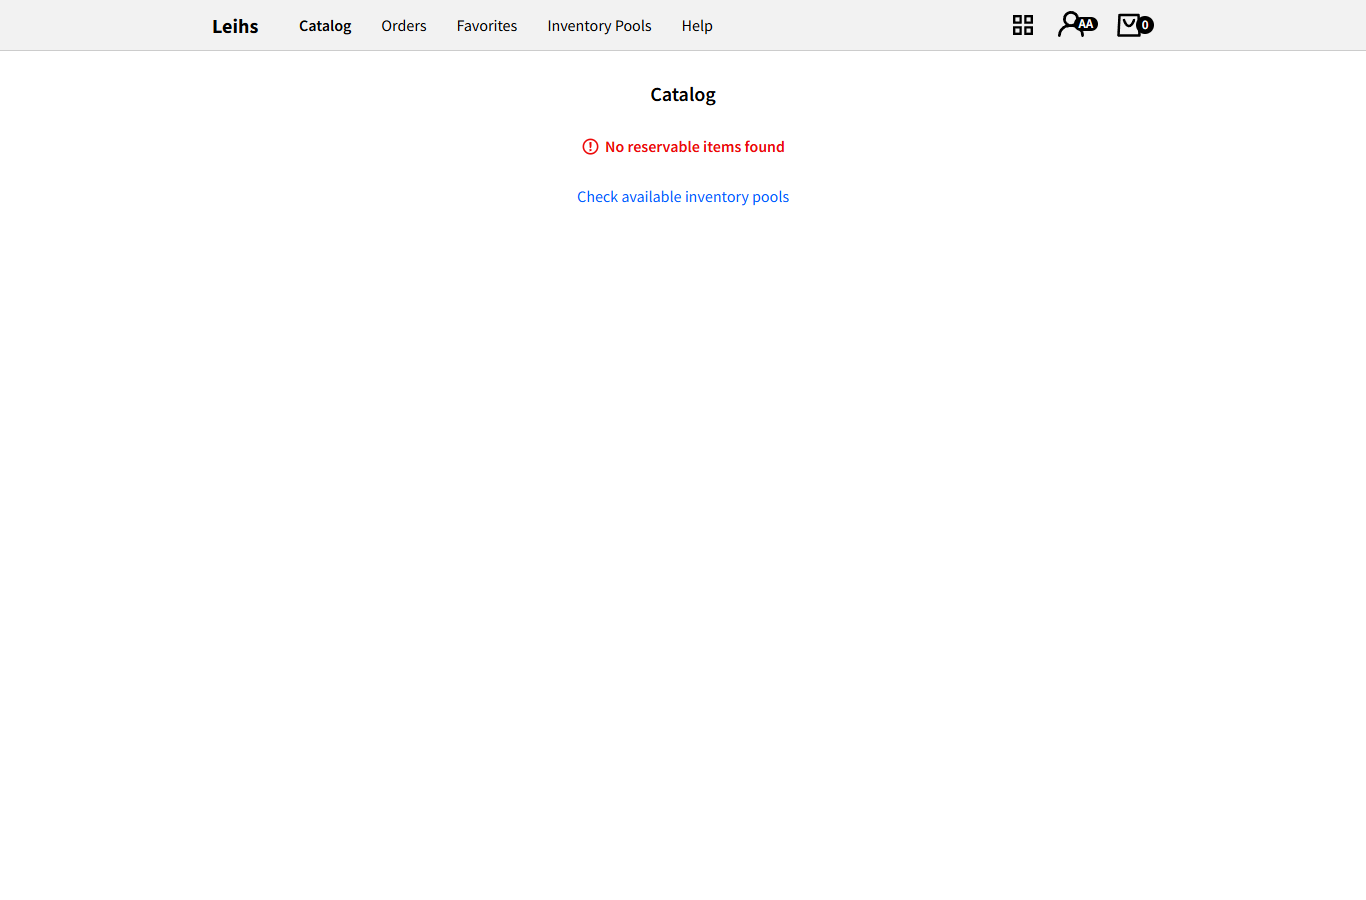 Leihs Catalog Orders Favorites Inventory Pools Help AA 0
Catalog
No reservable items found
Check available inventory pools